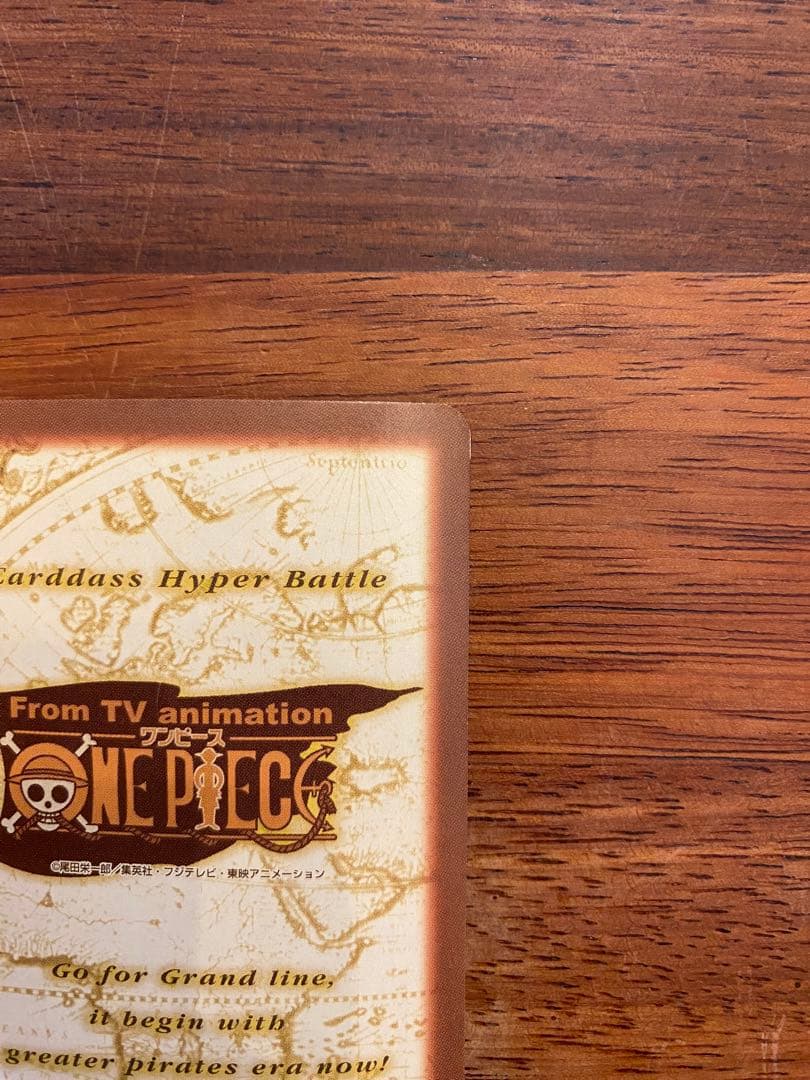 Septentrio
Carddass Hyper Battle
From TV animation
ワンピース
ONE PIECE
©尾田栄一郎／集英社・フジテレビ・東映アニメーション
Go for Grand line,
it begin with
greater pirates era now!